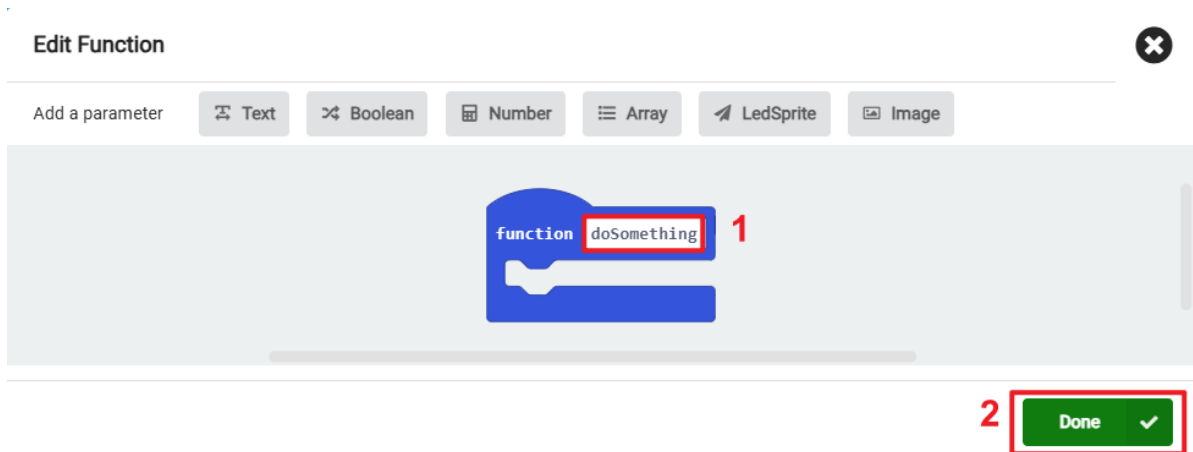 Edit Function
Add a parameter Text Boolean Number Array LedSprite Image
function doSomething 1
2 Done